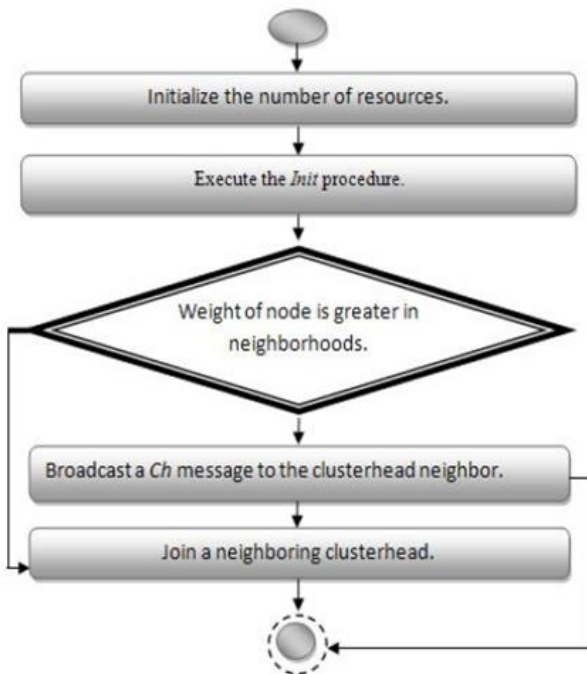 Initialize the number of resources.
Execute the Init procedure.
Weight of node is greater in
neighborhoods.
Broadcast a Ch message to the clusterhead neighbor.
Join a neighboring clusterhead.